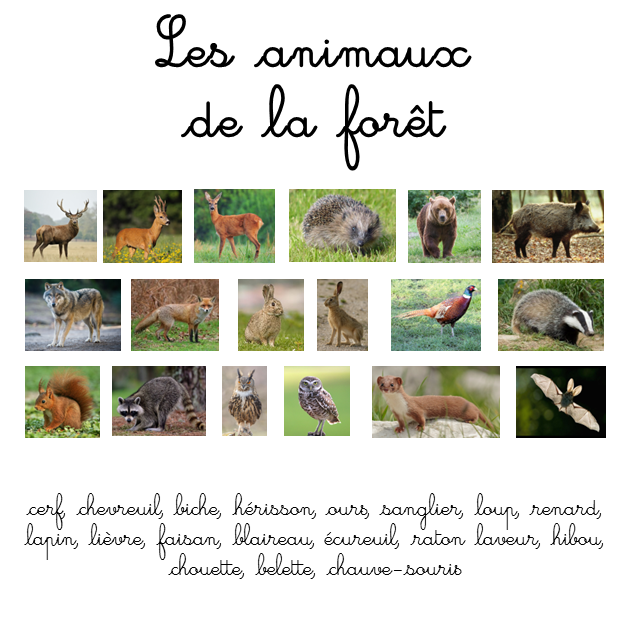 Les animaux
de la forêt
cerf, chevreuil, biche, hérisson, ours, sanglier, loup, renard,
lapin, lièvre, faisan, blaireau, écureuil, raton laveur, hibou,
chouette, belette, chauve-souris